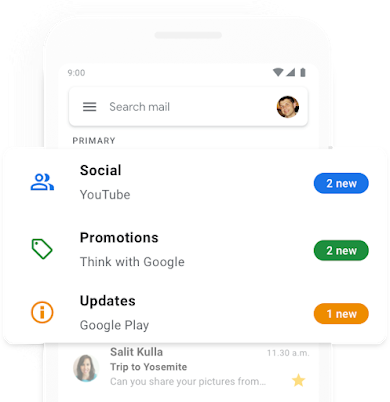 9:00
Search mail
PRIMARY
Social
YouTube
2 new
Promotions
Think with Google
2 new
Updates
Google Play
1 new
Salit Kulla
11.30 a.m.
Trip to Yosemite
Can you share your pictures from...